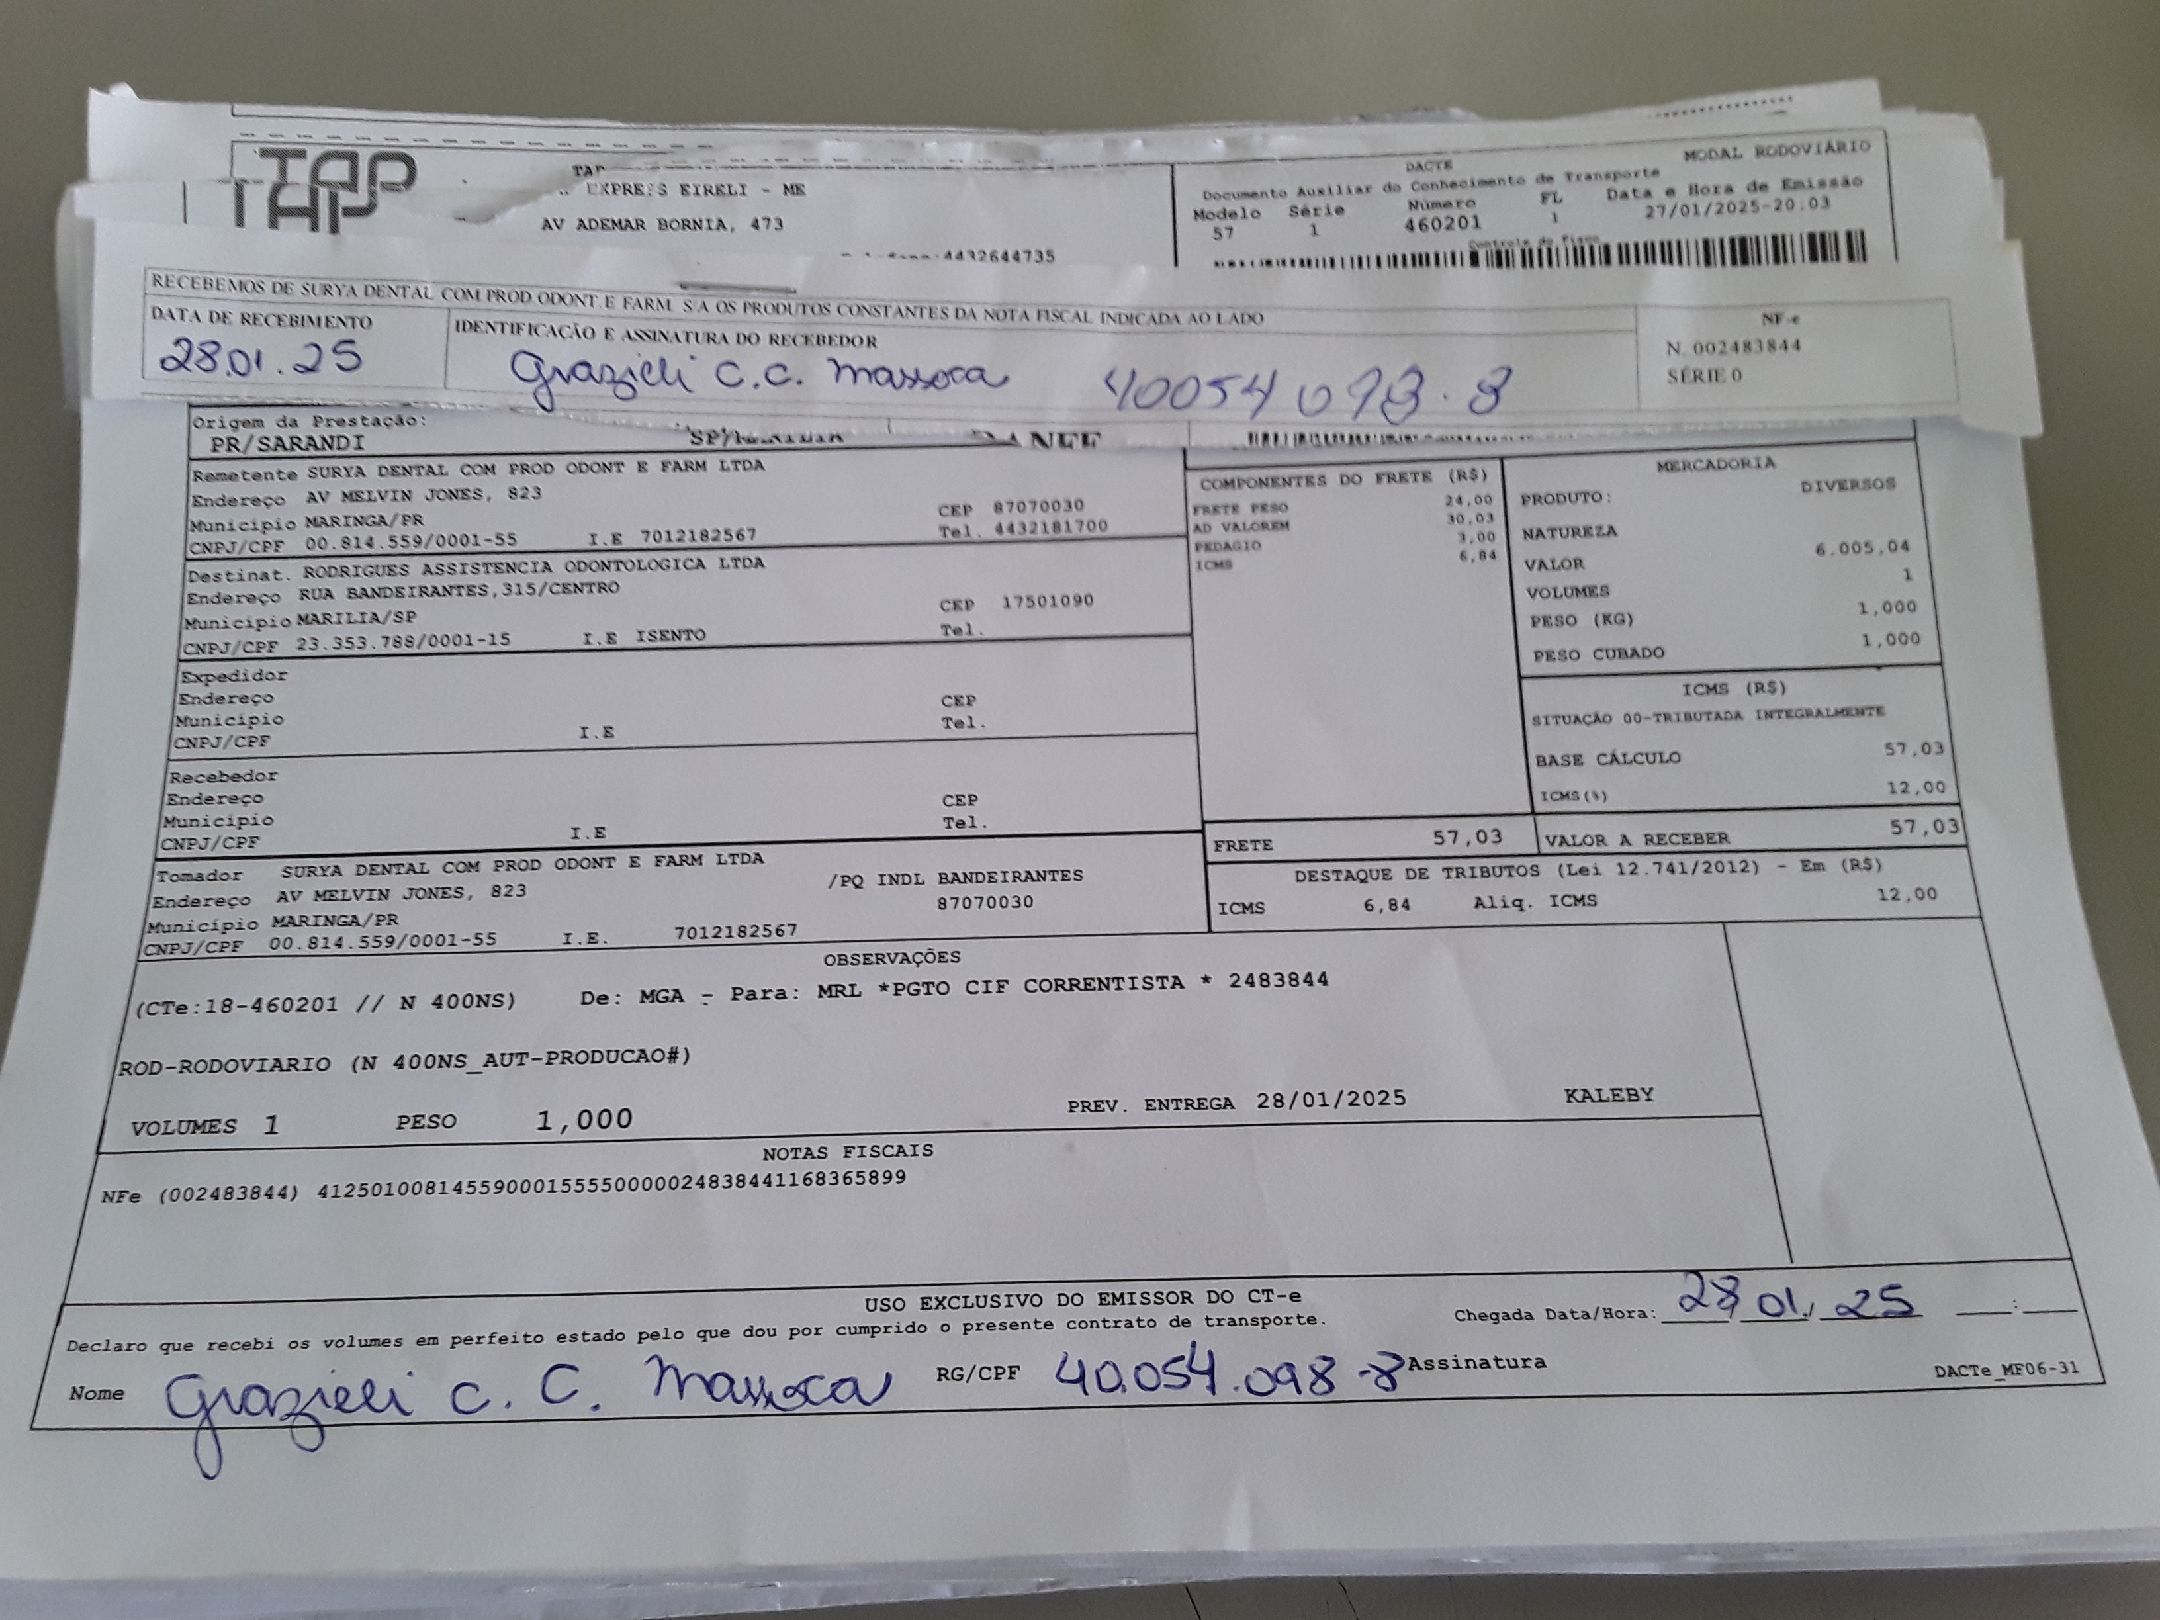 TAP
TAP
EXPRESS EIRELI - ME
AV ADEMAR BORNIA, 473
4432644735
DACTE
MODAL RODOVIÁRIO
Documento Auxiliar do Conhecimento de Transporte
Modelo Série Número FL Data e Hora de Emissão
57 1 460201 1 27/01/2025-20.03
Controle do Fisco
RECEBEMOS DE SURYA DENTAL COM PROD ODONT E FARM S/A OS PRODUTOS CONSTANTES DA NOTA FISCAL INDICADA AO LADO
DATA DE RECEBIMENTO
28.01.25
IDENTIFICAÇÃO E ASSINATURA DO RECEBEDOR
Grazieli C.C. Massoca 40054098-8
NF-e
N. 002483844
SÉRIE 0
Origem da Prestação:
PR/SARANDI
Remetente SURYA DENTAL COM PROD ODONT E FARM LTDA
Endereço AV MELVIN JONES, 823
CEP 87070030
Município MARINGA/PR
Tel. 4432181700
CNPJ/CPF 00.814.559/0001-55 I.E 7012182567
Destinat. RODRIGUES ASSISTENCIA ODONTOLOGICA LTDA
Endereço RUA BANDEIRANTES,315/CENTRO
CEP 17501090
Município MARILIA/SP
Tel.
CNPJ/CPF 23.353.788/0001-15 I.E ISENTO
Expedidor
Endereço
CEP
Município
Tel.
CNPJ/CPF I.E
Recebedor
Endereço
CEP
Município
Tel.
CNPJ/CPF I.E
Tomador SURYA DENTAL COM PROD ODONT E FARM LTDA
Endereço AV MELVIN JONES, 823 /PQ INDL BANDEIRANTES
Município MARINGA/PR 87070030
CNPJ/CPF 00.814.559/0001-55 I.E. 7012182567
COMPONENTES DO FRETE (R$)
FRETE PESO 24,00
AD VALOREM 30,03
PEDAGIO 3,00
ICMS 6,84
MERCADORIA
PRODUTO: DIVERSOS
NATUREZA
VALOR 6.005,04
VOLUMES 1
PESO (KG) 1,000
PESO CUBADO 1,000
ICMS (R$)
SITUAÇÃO 00-TRIBUTADA INTEGRALMENTE
BASE CÁLCULO 57,03
ICMS(%) 12,00
FRETE 57,03 VALOR A RECEBER 57,03
DESTAQUE DE TRIBUTOS (Lei 12.741/2012) - Em (R$)
ICMS 6,84 Aliq. ICMS 12,00
OBSERVAÇÕES
(CTe:18-460201 // N 400NS) De: MGA - Para: MRL *PGTO CIF CORRENTISTA * 2483844
ROD-RODOVIARIO (N 400NS_AUT-PRODUCAO#)
VOLUMES 1 PESO 1,000 PREV. ENTREGA 28/01/2025 KALEBY
NOTAS FISCAIS
NFe (002483844) 41250100814559000155550000024838441168365899
USO EXCLUSIVO DO EMISSOR DO CT-e
Declaro que recebi os volumes em perfeito estado pelo que dou por cumprido o presente contrato de transporte.
Chegada Data/Hora: 28/01/25 __:__
Nome Grazieli C. C. Massoca RG/CPF 40.054.098-8 Assinatura
DACTe_MF06-31